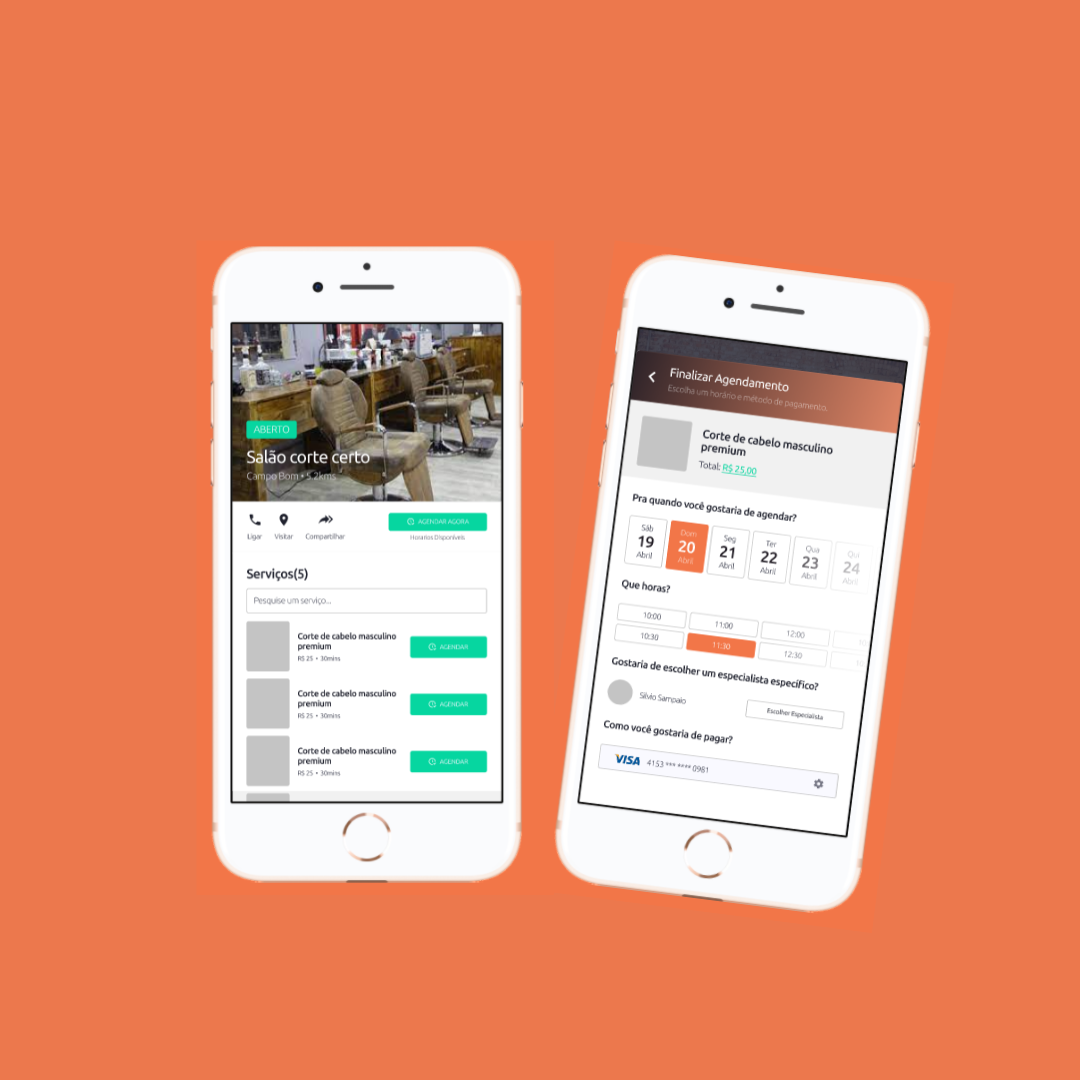 ABERTO
Salão corte certo
Campo Bom • 5.2kms
Ligar
Visitar
Compartilhar
AGENDAR AGORA
Horarios Disponíveis
Serviços(5)
Pesquise um serviço...
Corte de cabelo masculino
premium
R$ 25 • 30mins
AGENDAR
Corte de cabelo masculino
premium
R$ 25 • 30mins
AGENDAR
Corte de cabelo masculino
premium
R$ 25 • 30mins
AGENDAR
Finalizar Agendamento
Escolha um horário e método de pagamento.
Corte de cabelo masculino
premium
Total: R$ 25,00
Pra quando você gostaria de agendar?
Sáb
19
Abril
Dom
20
Abril
Seg
21
Abril
Ter
22
Abril
Qua
23
Abril
Qui
24
Abril
Que horas?
10:00
11:00
12:00
10:30
11:30
12:30
Gostaria de escolher um especialista específico?
Silvio Sampaio
Escolher Especialista
Como você gostaria de pagar?
VISA 4153 *** **** 0981